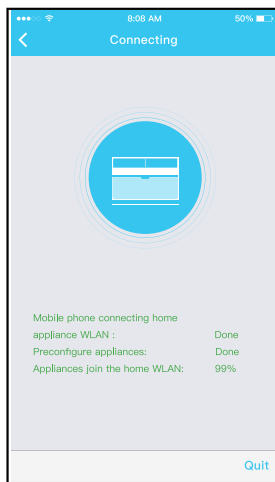 8:08 AM 50%
Connecting
Mobile phone connecting home
appliance WLAN : Done
Preconfigure appliances: Done
Appliances join the home WLAN: 99%
Quit